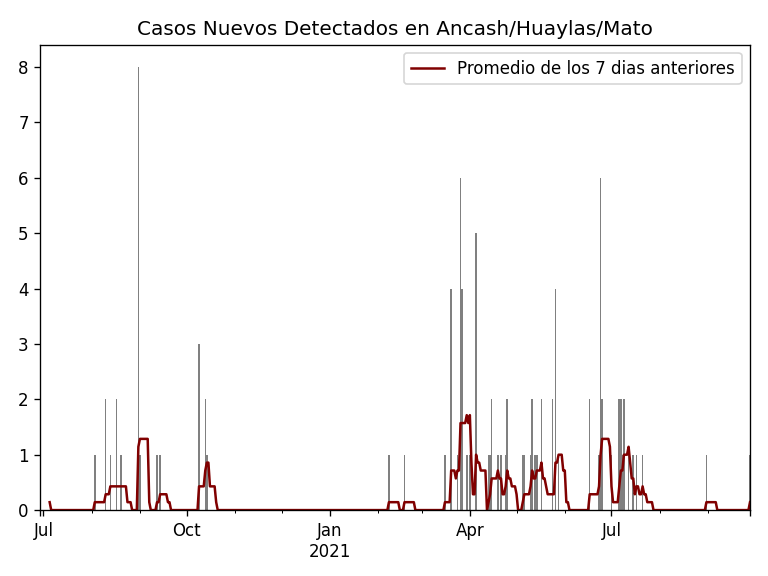 Casos Nuevos Detectados en Ancash/Huaylas/Mato
Promedio de los 7 dias anteriores
8
7
6
5
4
3
2
1
0
Jul
Oct
Jan
2021
Apr
Jul